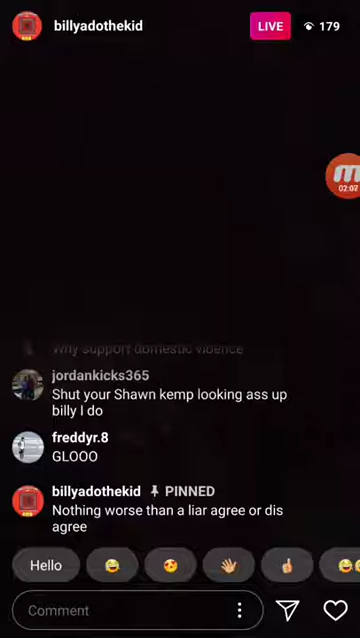 billyadothekid
LIVE
179
02:07
Why support domestic vidence
jordankicks365
Shut your Shawn kemp looking ass up
billy I do
freddyr.8
GLOOO
billyadothekid PINNED
Nothing worse than a liar agree or dis
agree
Hello
Comment